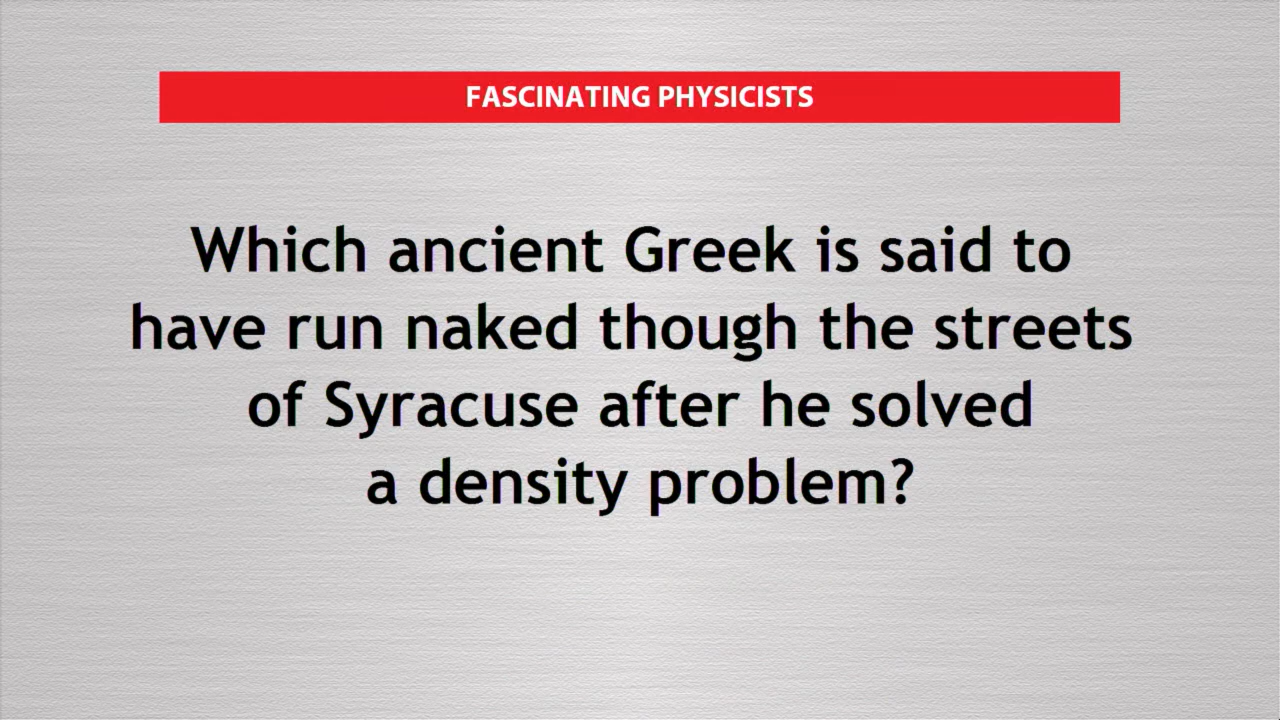 FASCINATING PHYSICISTS
Which ancient Greek is said to
have run naked though the streets
of Syracuse after he solved
a density problem?